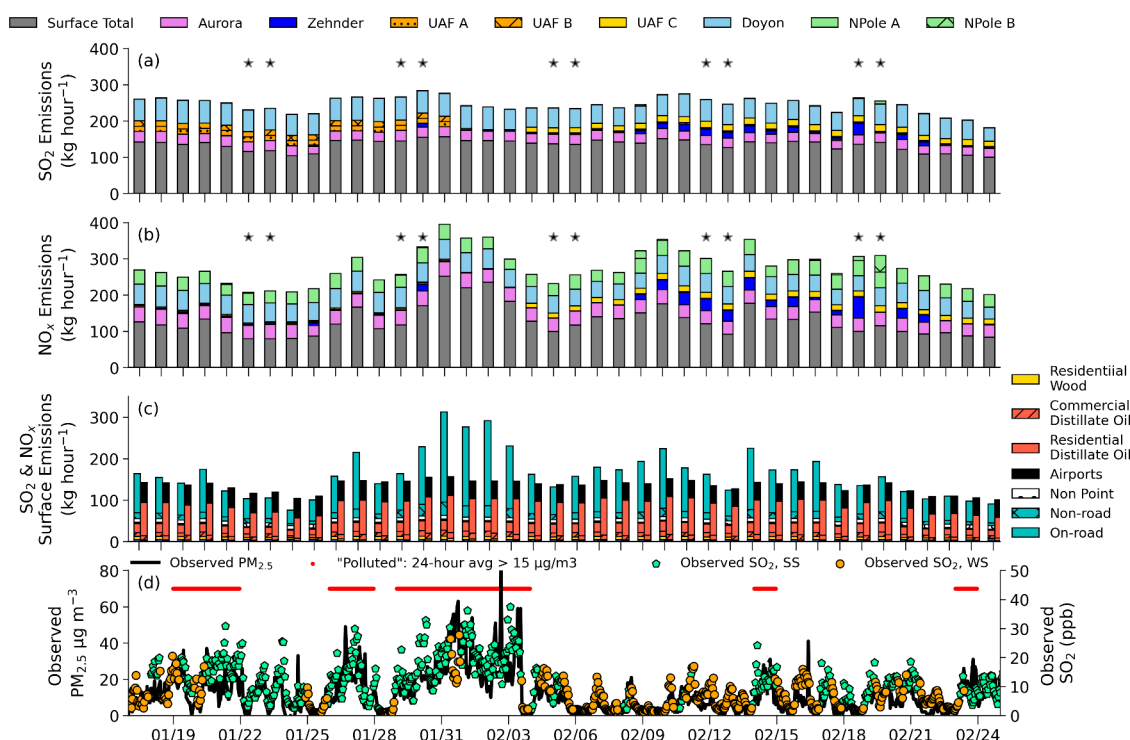 Surface Total Aurora Zehnder UAF A UAF B UAF C Doyon NPole A NPole B
(a)
SO2 Emissions
(kg hour−1)
400
300
200
100
0
(b)
NOx Emissions
(kg hour−1)
400
300
200
100
0
(c)
SO2 & NOx
Surface Emissions
(kg hour−1)
300
200
100
0
Residentiial
Wood
Commercial
Distillate Oil
Residential
Distillate Oil
Airports
Non Point
Non-road
On-road
Observed PM2.5 "Polluted": 24-hour avg > 15 μg/m3 Observed SO2, SS Observed SO2, WS
(d)
Observed
PM2.5 μg m−3
80
60
40
20
0
50
40
30
20
10
0
Observed
SO2 (ppb)
01/19 01/22 01/25 01/28 01/31 02/03 02/06 02/09 02/12 02/15 02/18 02/21 02/24